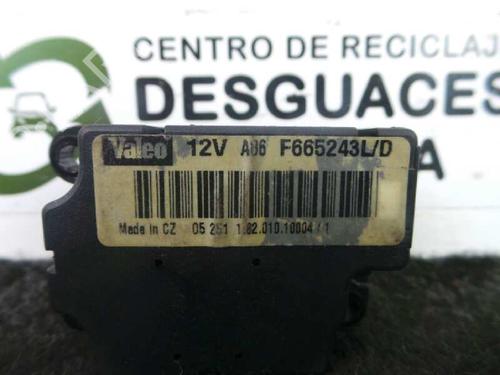 CENTRO DE RECICLAJ
DESGUACES
Valeo 12V A06 F665243L/D
Made in CZ 05 251 1.82.010.10004 / 1